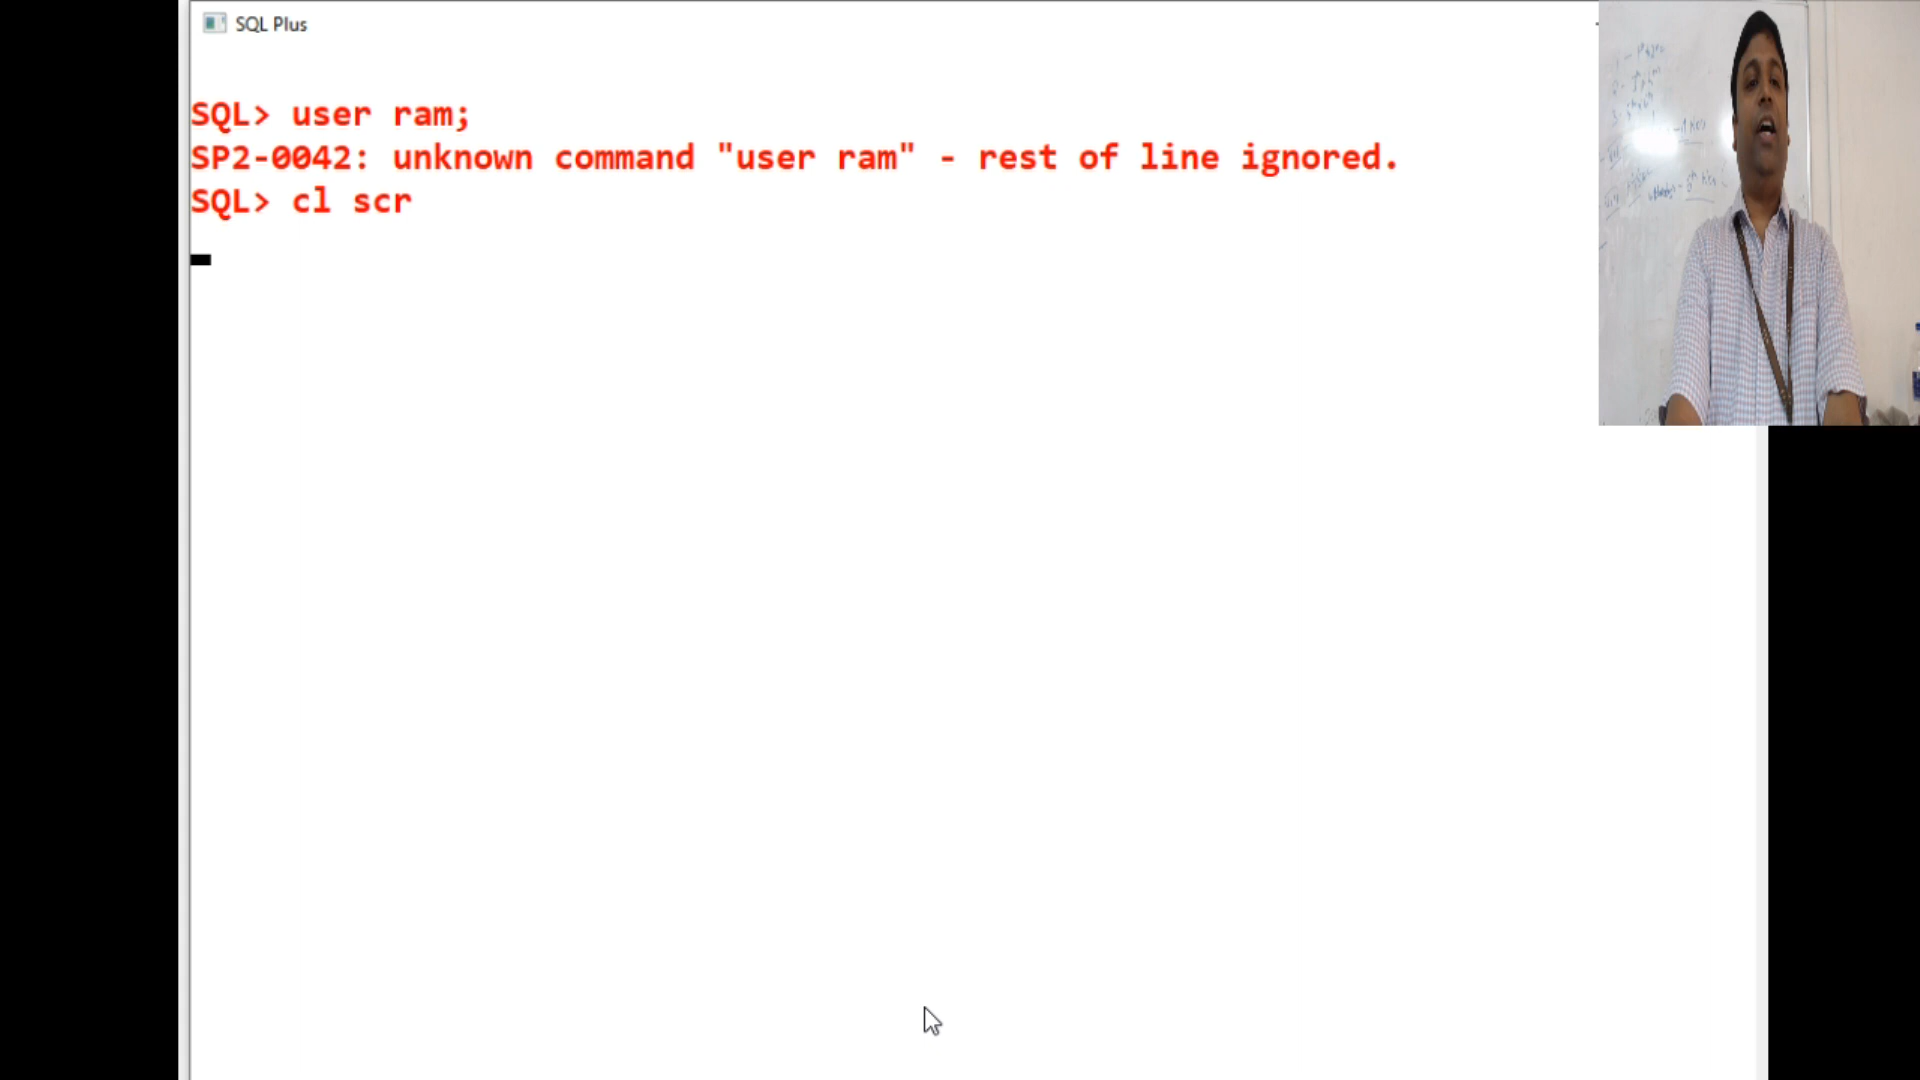 SQL Plus
SQL> user ram;
SP2-0042: unknown command "user ram" - rest of line ignored.
SQL> cl scr